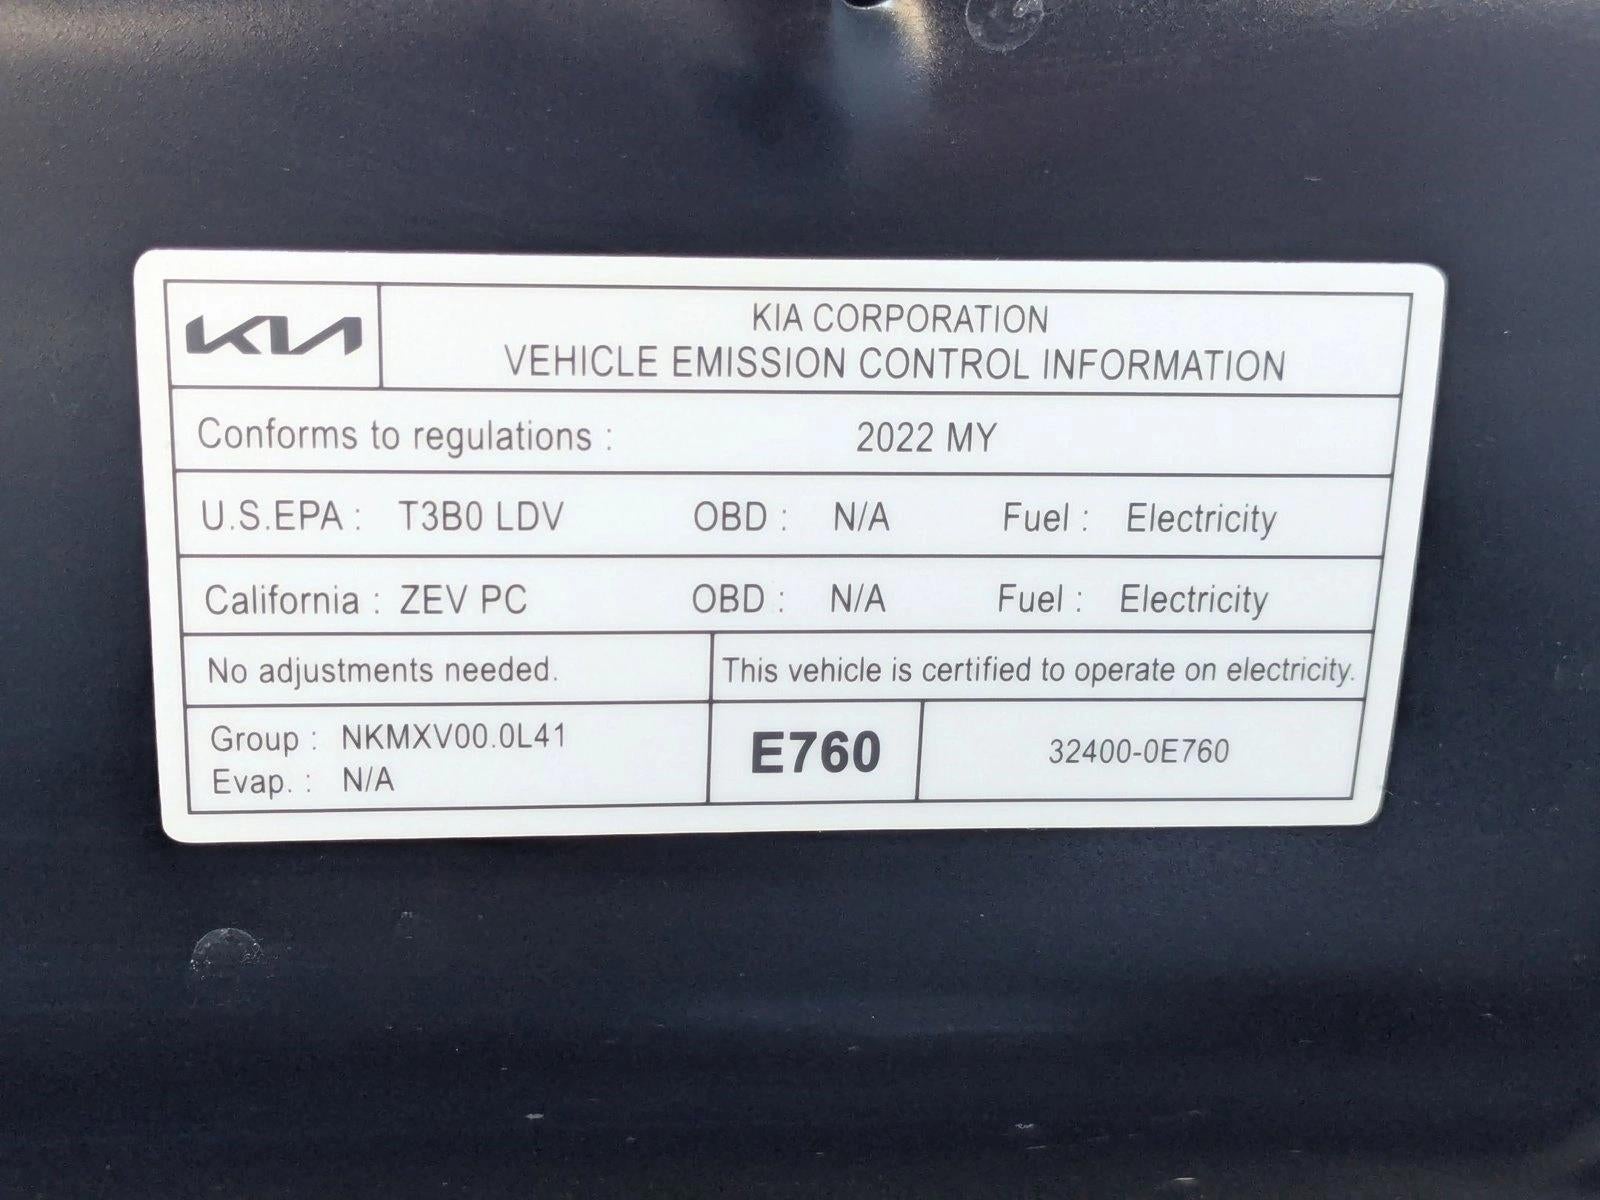 KIA KIA CORPORATION
VEHICLE EMISSION CONTROL INFORMATION
Conforms to regulations : 2022 MY
U.S.EPA : T3B0 LDV OBD : N/A Fuel : Electricity
California : ZEV PC OBD : N/A Fuel : Electricity
No adjustments needed. This vehicle is certified to operate on electricity.
Group : NKMXV00.0L41
Evap. : N/A
E760
32400-0E760